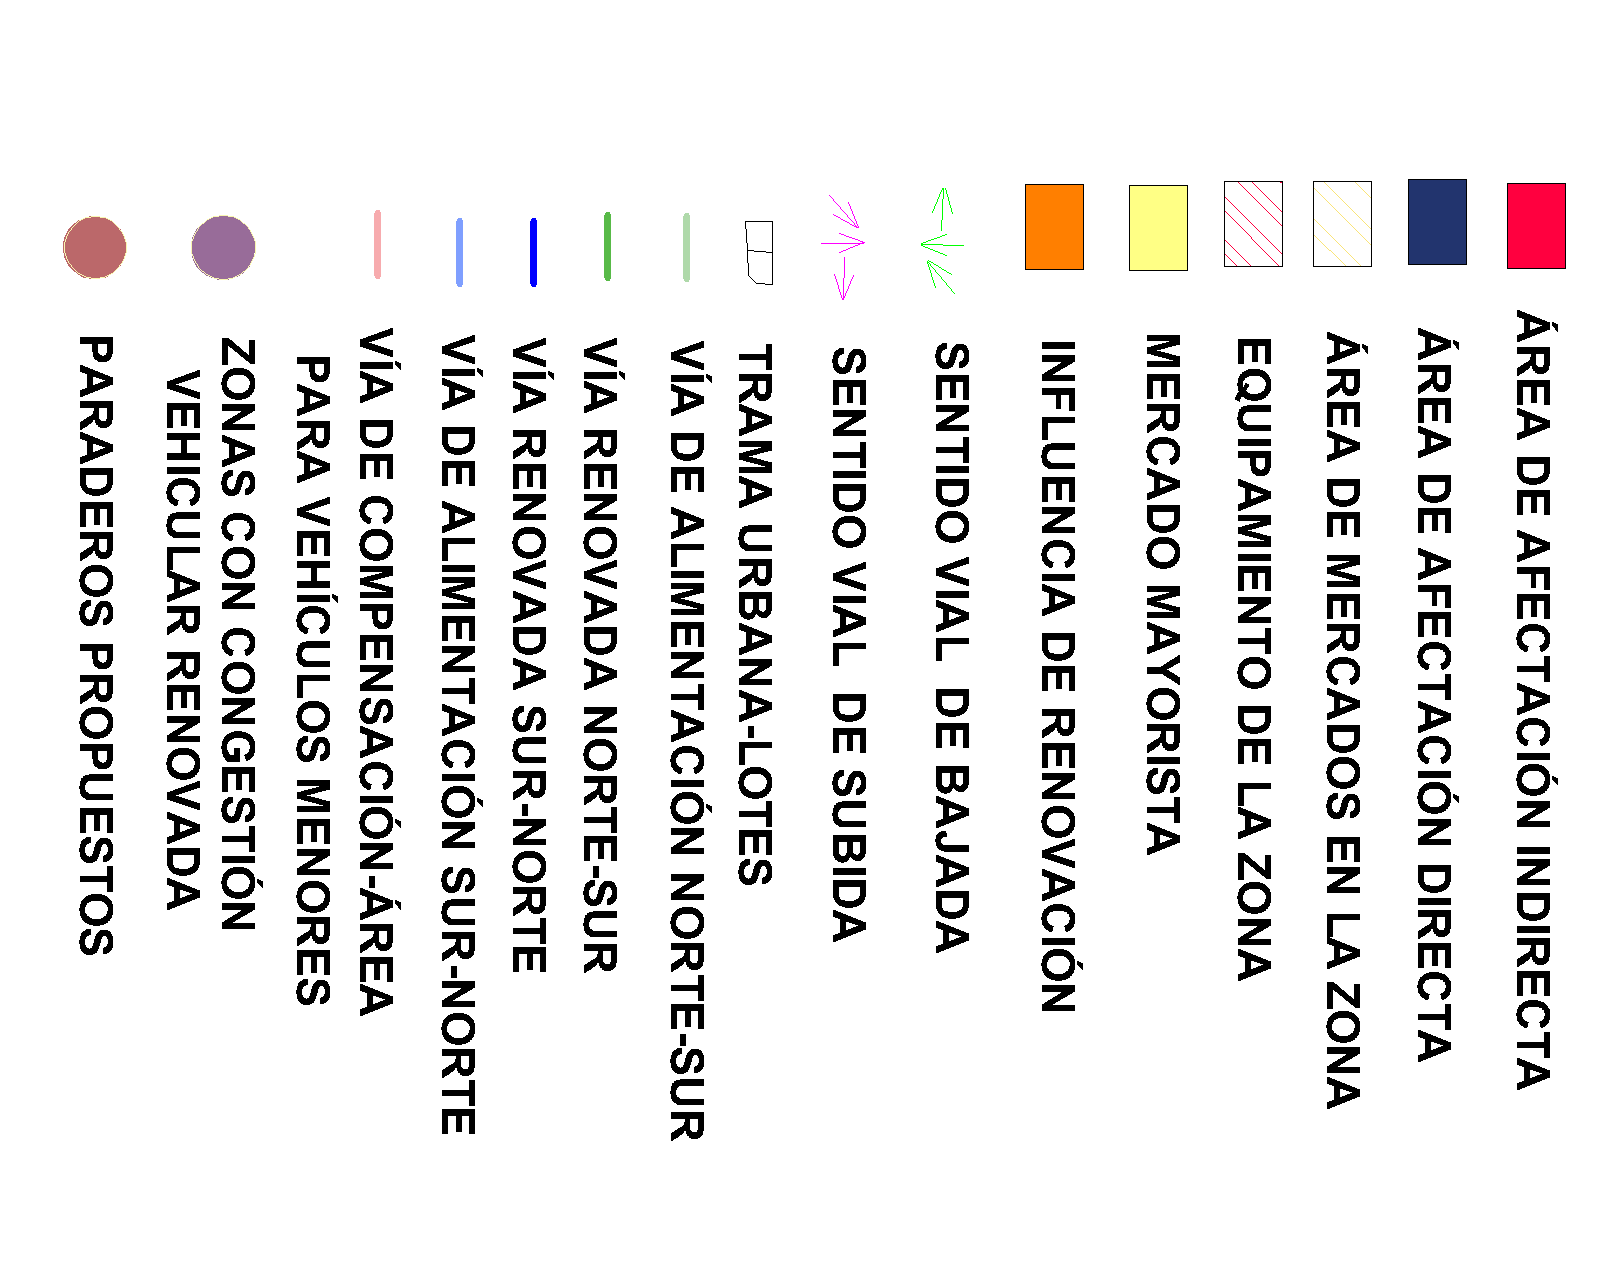 ÁREA DE AFECTACIÓN INDIRECTA
ÁREA DE AFECTACIÓN DIRECTA
ÁREA DE MERCADOS EN LA ZONA
EQUIPAMIENTO DE LA ZONA
MERCADO MAYORISTA
INFLUENCIA DE RENOVACIÓN
SENTIDO VIAL DE BAJADA
SENTIDO VIAL DE SUBIDA
TRAMA URBANA-LOTES
VÍA DE ALIMENTACIÓN NORTE-SUR
VÍA RENOVADA NORTE-SUR
VÍA RENOVADA SUR-NORTE
VÍA DE ALIMENTACIÓN SUR-NORTE
VÍA DE COMPENSACIÓN-ÁREA
PARA VEHÍCULOS MENORES
ZONAS CON CONGESTIÓN
VEHICULAR RENOVADA
PARADEROS PROPUESTOS